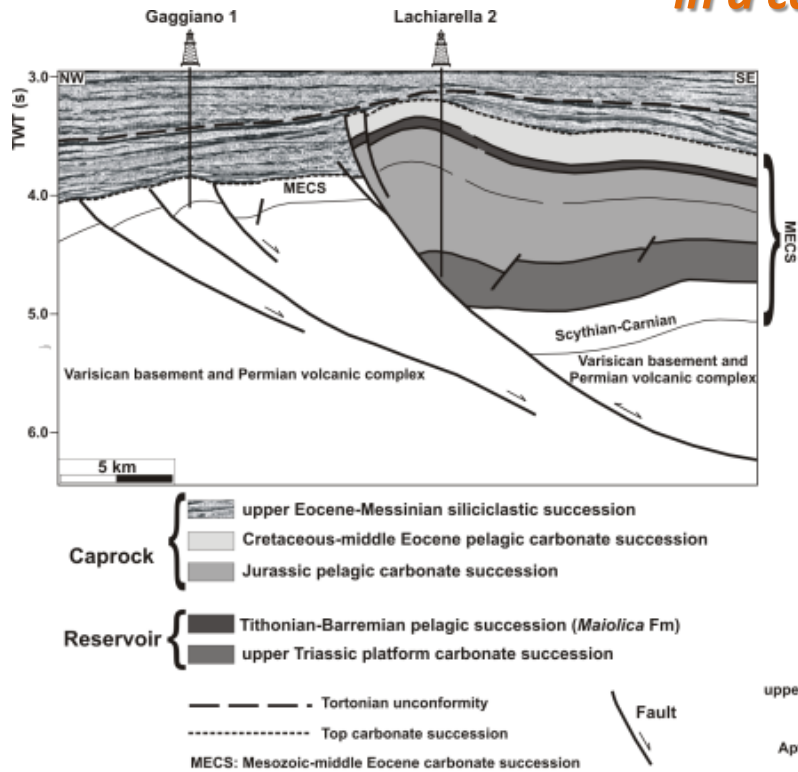 in a c
Gaggiano 1
Lachiarella 2
3.0
NW
SE
TWT (s)
4.0
MECS
MECS
5.0
Scythian-Carnian
Varisican basement and Permian volcanic complex
Varisican basement and
Permian volcanic complex
6.0
5 km
Caprock
upper Eocene-Messinian siliciclastic succession
Cretaceous-middle Eocene pelagic carbonate succession
Jurassic pelagic carbonate succession
Reservoir
Tithonian-Barremian pelagic succession (Maiolica Fm)
upper Triassic platform carbonate succession
Tortonian unconformity
Top carbonate succession
MECS: Mesozoic-middle Eocene carbonate succession
Fault
uppe
Ap